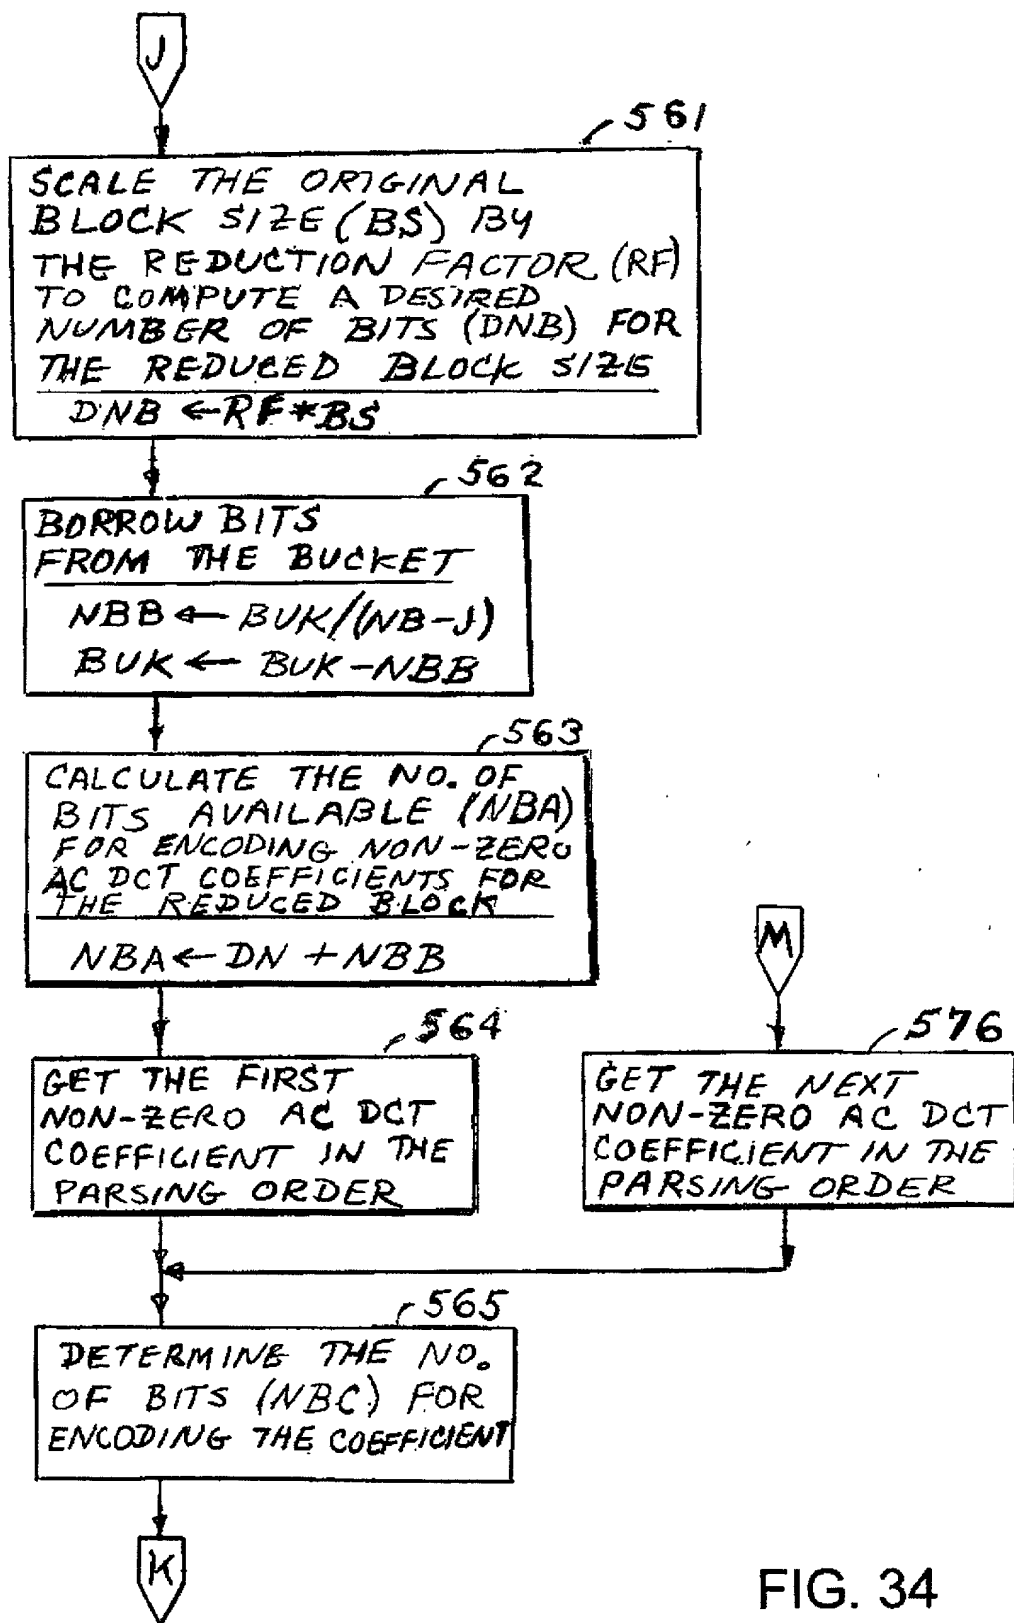 J
561
SCALE THE ORIGINAL
BLOCK SIZE (BS) BY
THE REDUCTION FACTOR (RF)
TO COMPUTE A DESIRED
NUMBER OF BITS (DNB) FOR
THE REDUCED BLOCK SIZE
DNB ← RF*BS
562
BORROW BITS
FROM THE BUCKET
NBB ← BUK/(NB-J)
BUK ← BUK-NBB
563
CALCULATE THE NO. OF
BITS AVAILABLE (NBA)
FOR ENCODING NON-ZERO
AC DCT COEFFICIENTS FOR
THE REDUCED BLOCK
NBA ← DN + NBB
564
GET THE FIRST
NON-ZERO AC DCT
COEFFICIENT IN THE
PARSING ORDER
M
576
GET THE NEXT
NON-ZERO AC DCT
COEFFICIENT IN THE
PARSING ORDER
565
DETERMINE THE NO.
OF BITS (NBC) FOR
ENCODING THE COEFFICIENT
K
FIG. 34